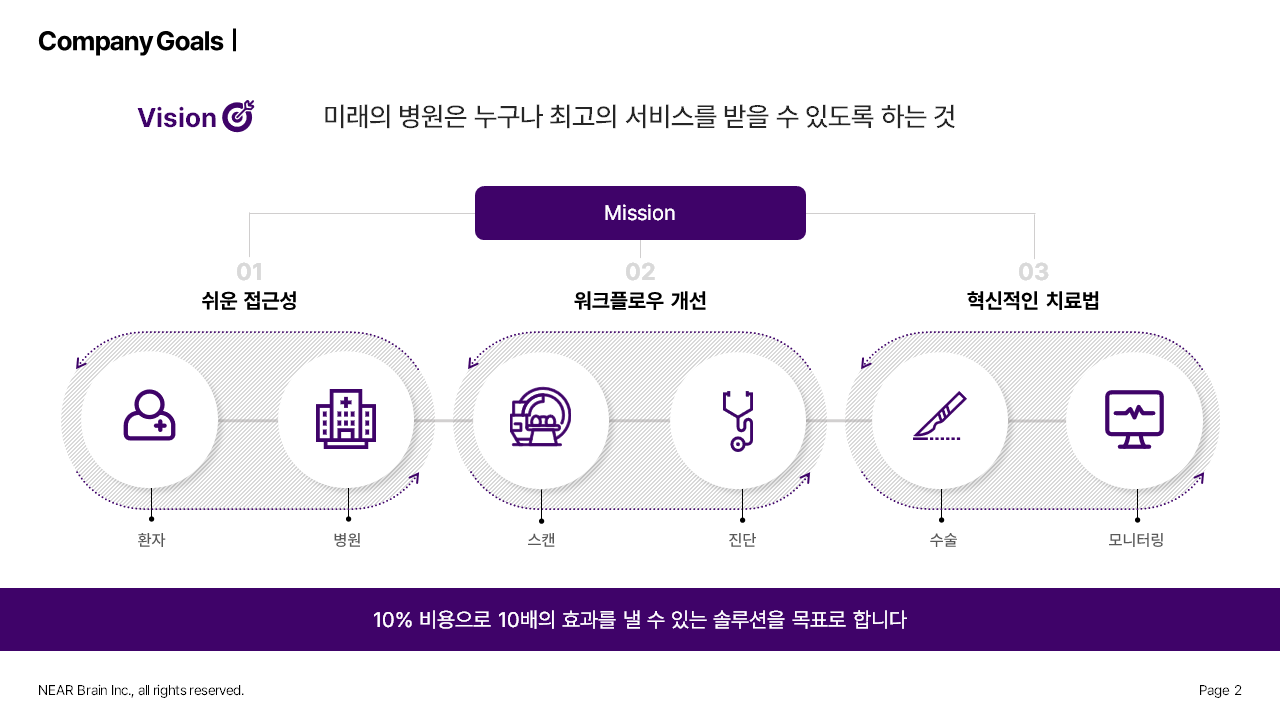 Company Goals
Vision
미래의 병원은 누구나 최고의 서비스를 받을 수 있도록 하는 것
Mission
01
02
03
쉬운 접근성
워크플로우 개선
혁신적인 치료법
환자
병원
스캔
진단
수술
모니터링
10% 비용으로 10배의 효과를 낼 수 있는 솔루션을 목표로 합니다
NEAR Brain Inc., all rights reserved.
Page 2